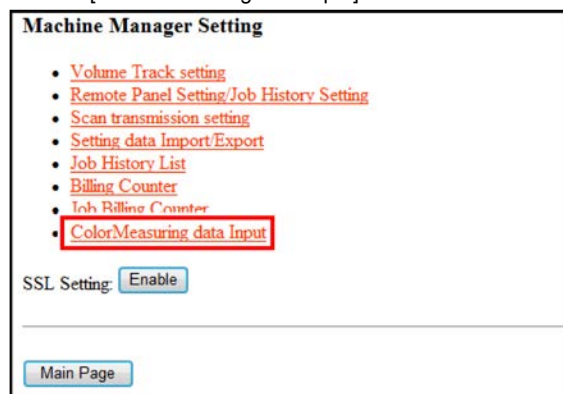 Machine Manager Setting
Volume Track setting
Remote Panel Setting/Job History Setting
Scan transmission setting
Setting data Import/Export
Job History List
Billing Counter
Job Billing Counter
ColorMeasuring data Input
SSL Setting: Enable
Main Page